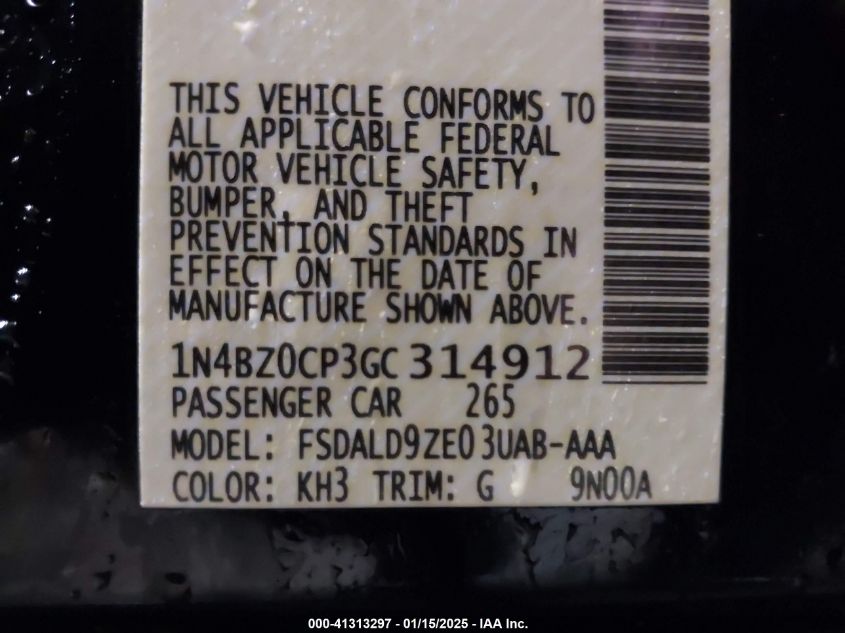 THIS VEHICLE CONFORMS TO
ALL APPLICABLE FEDERAL
MOTOR VEHICLE SAFETY,
BUMPER, AND THEFT
PREVENTION STANDARDS IN
EFFECT ON THE DATE OF
MANUFACTURE SHOWN ABOVE.
1N4BZ0CP3GC314912
PASSENGER CAR 265
MODEL: FSDALD9ZE03UAB-AAA
COLOR: KH3 TRIM: G 9N00A
000-41313297 - 01/15/2025 - IAA Inc.